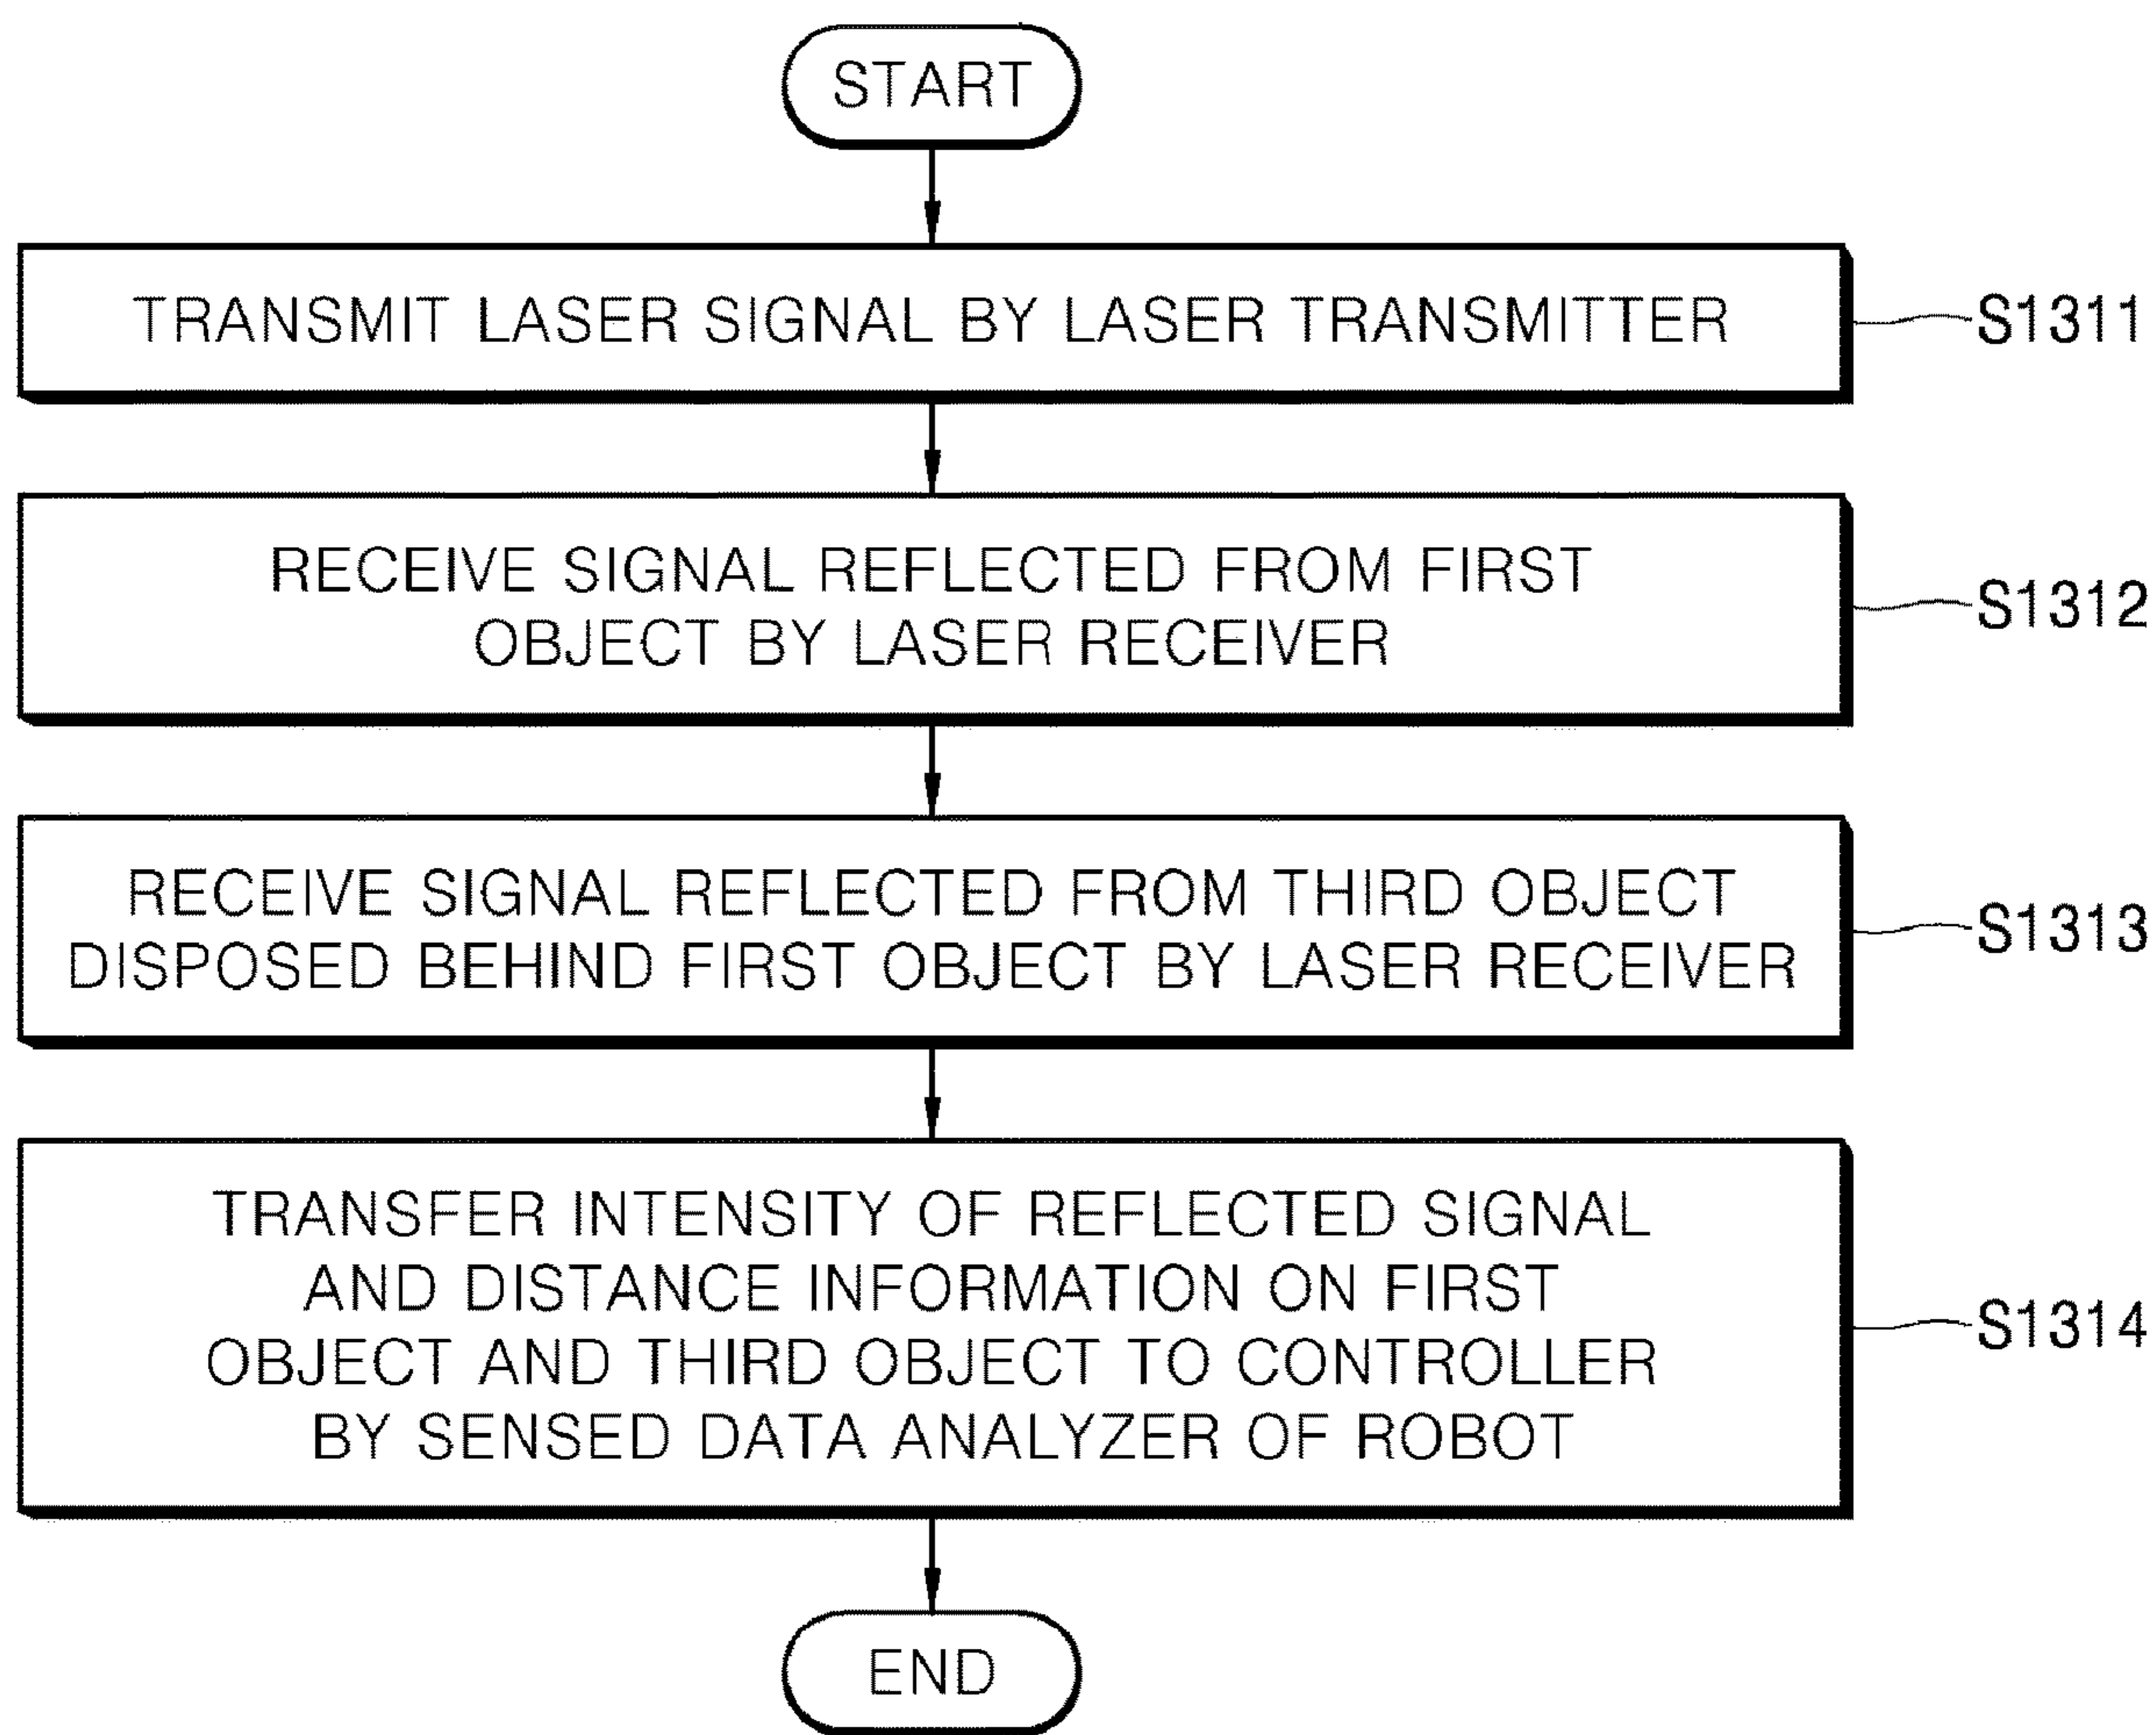 START
TRANSMIT LASER SIGNAL BY LASER TRANSMITTER
S1311
RECEIVE SIGNAL REFLECTED FROM FIRST
OBJECT BY LASER RECEIVER
S1312
RECEIVE SIGNAL REFLECTED FROM THIRD OBJECT
DISPOSED BEHIND FIRST OBJECT BY LASER RECEIVER
S1313
TRANSFER INTENSITY OF REFLECTED SIGNAL
AND DISTANCE INFORMATION ON FIRST
OBJECT AND THIRD OBJECT TO CONTROLLER
BY SENSED DATA ANALYZER OF ROBOT
S1314
END